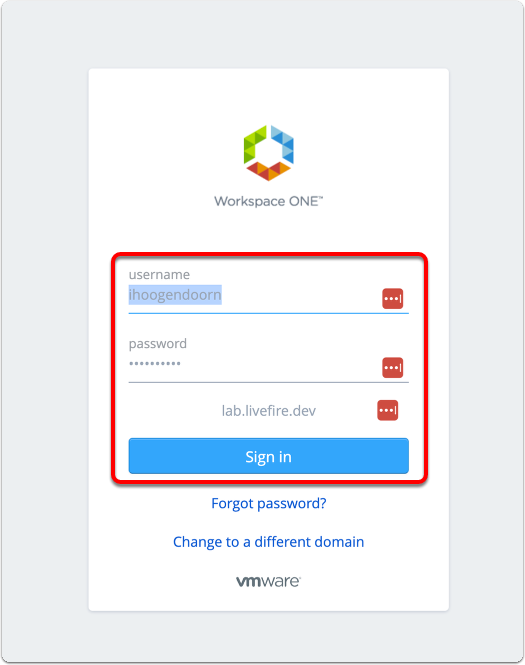 Workspace ONE™
username
ihoogendoorn
password
••••••••••
lab.livefire.dev
Sign in
Forgot password?
Change to a different domain
vmware®